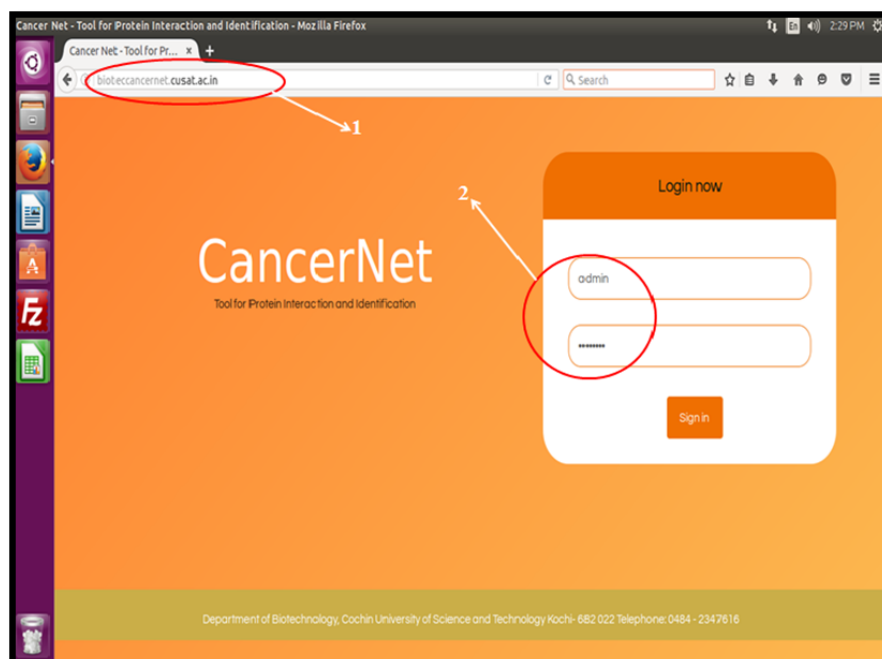 Cancer Net - Tool for Protein Interaction and Identification - Mozilla Firefox
En
2:29 PM
Cancer Net - Tool for Pr... × +
bioteccancernet.cusat.ac.in
Search
1
2
Login now
CancerNet
Tool for Protein Interaction and Identification
admin
Sign in
Department of Biotechnology, Cochin University of Science and Technology Kochi- 682 022 Telephone: 0484 - 2347616